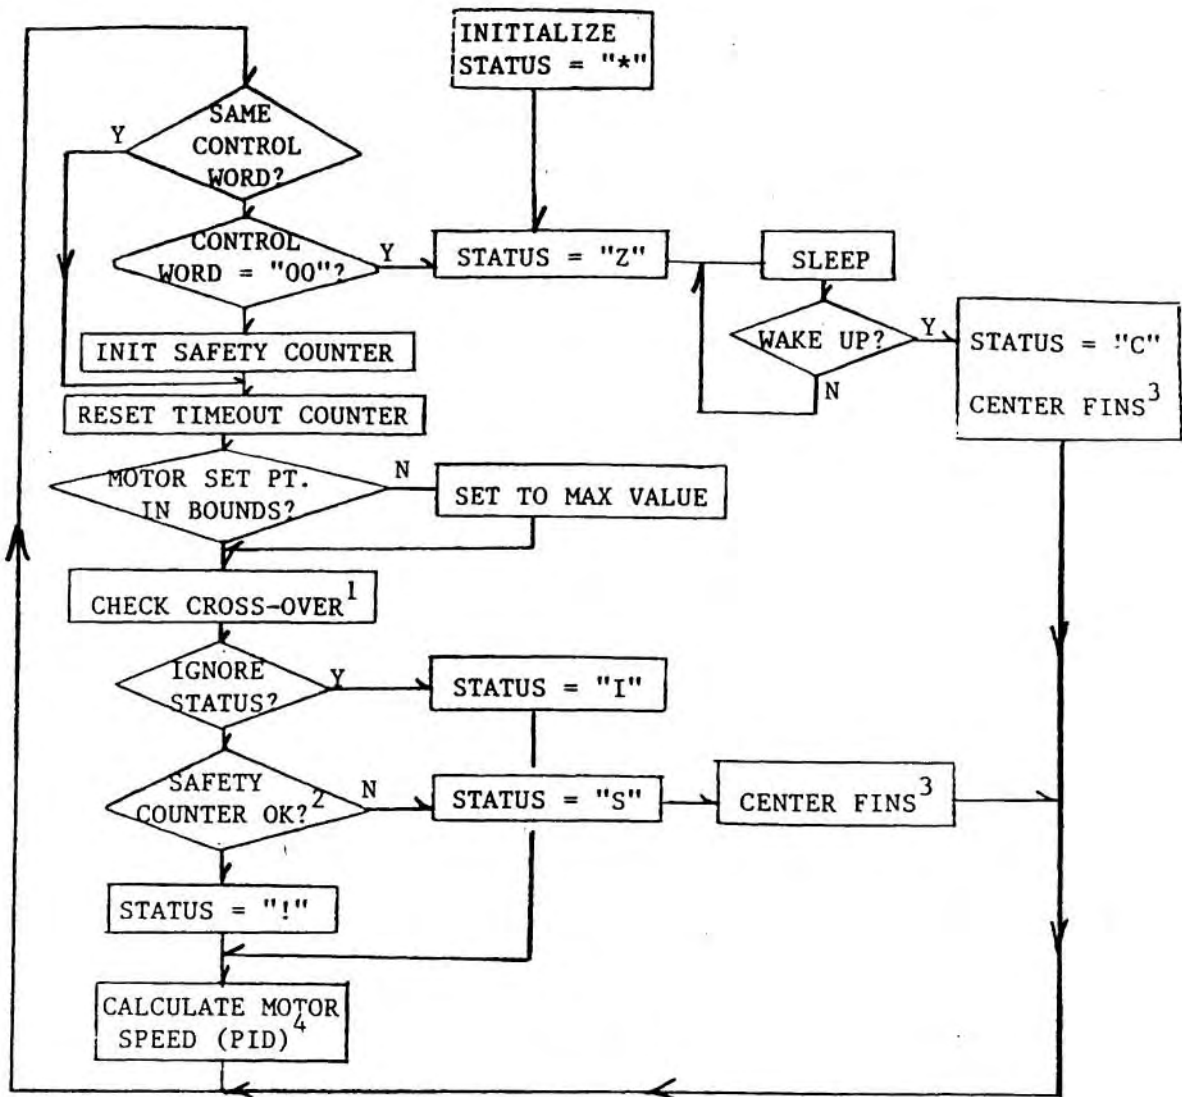 INITIALIZE
STATUS = "*"
SAME
CONTROL
WORD?
Y
CONTROL
WORD = "00"?
Y
STATUS = "Z"
SLEEP
WAKE UP?
Y
N
STATUS = "C"
CENTER FINS3
INIT SAFETY COUNTER
RESET TIMEOUT COUNTER
MOTOR SET PT.
IN BOUNDS?
N
SET TO MAX VALUE
CHECK CROSS-OVER1
IGNORE
STATUS?
Y
STATUS = "I"
SAFETY
COUNTER OK?2
N
STATUS = "S"
CENTER FINS3
STATUS = "!"
CALCULATE MOTOR
SPEED (PID)4